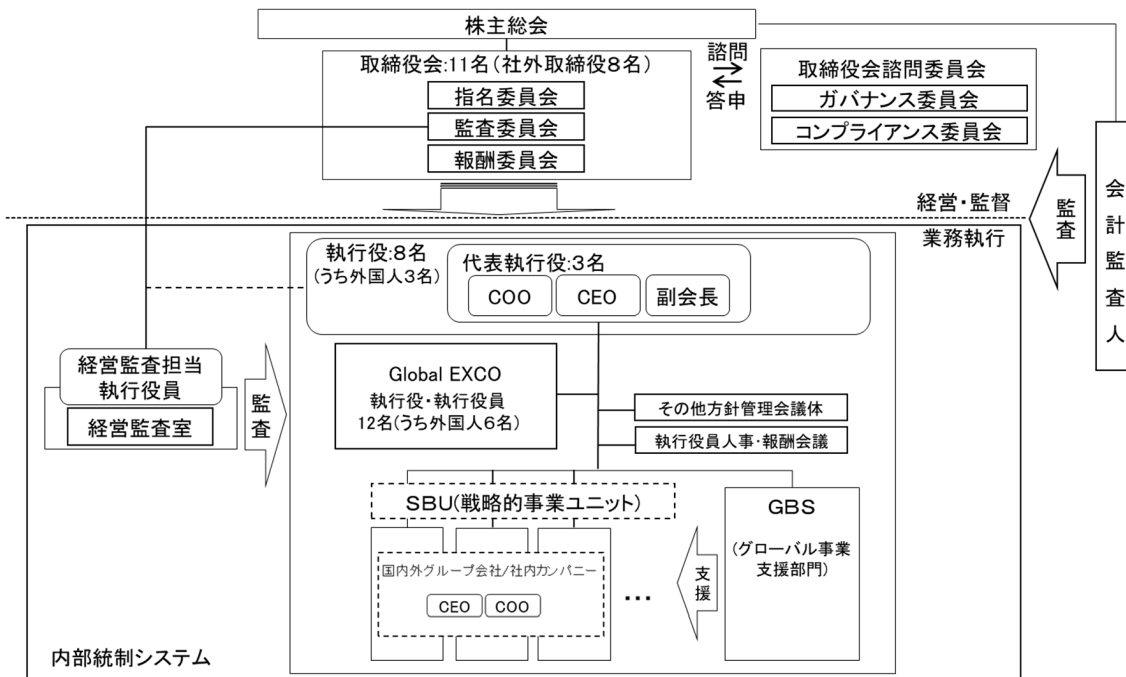 株主総会
取締役会:11名(社外取締役8名)
指名委員会
監査委員会
報酬委員会
諮問
答申
取締役会諮問委員会
ガバナンス委員会
コンプライアンス委員会
会計監査人
監査
経営・監督
業務執行
執行役:8名
(うち外国人3名)
代表執行役:3名
COO
CEO
副会長
経営監査担当
執行役員
経営監査室
監査
Global EXCO
執行役・執行役員
12名(うち外国人6名)
その他方針管理会議体
執行役員人事・報酬会議
SBU(戦略的事業ユニット)
国内外グループ会社/社内カンパニー
CEO
COO
…
支援
GBS
(グローバル事業
支援部門)
内部統制システム